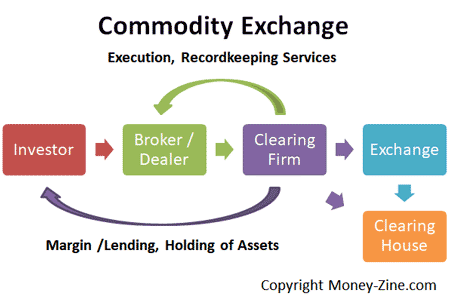 Commodity Exchange
Execution, Recordkeeping Services
Investor
Broker /
Dealer
Clearing
Firm
Exchange
Clearing
House
Margin /Lending, Holding of Assets
Copyright Money-Zine.com